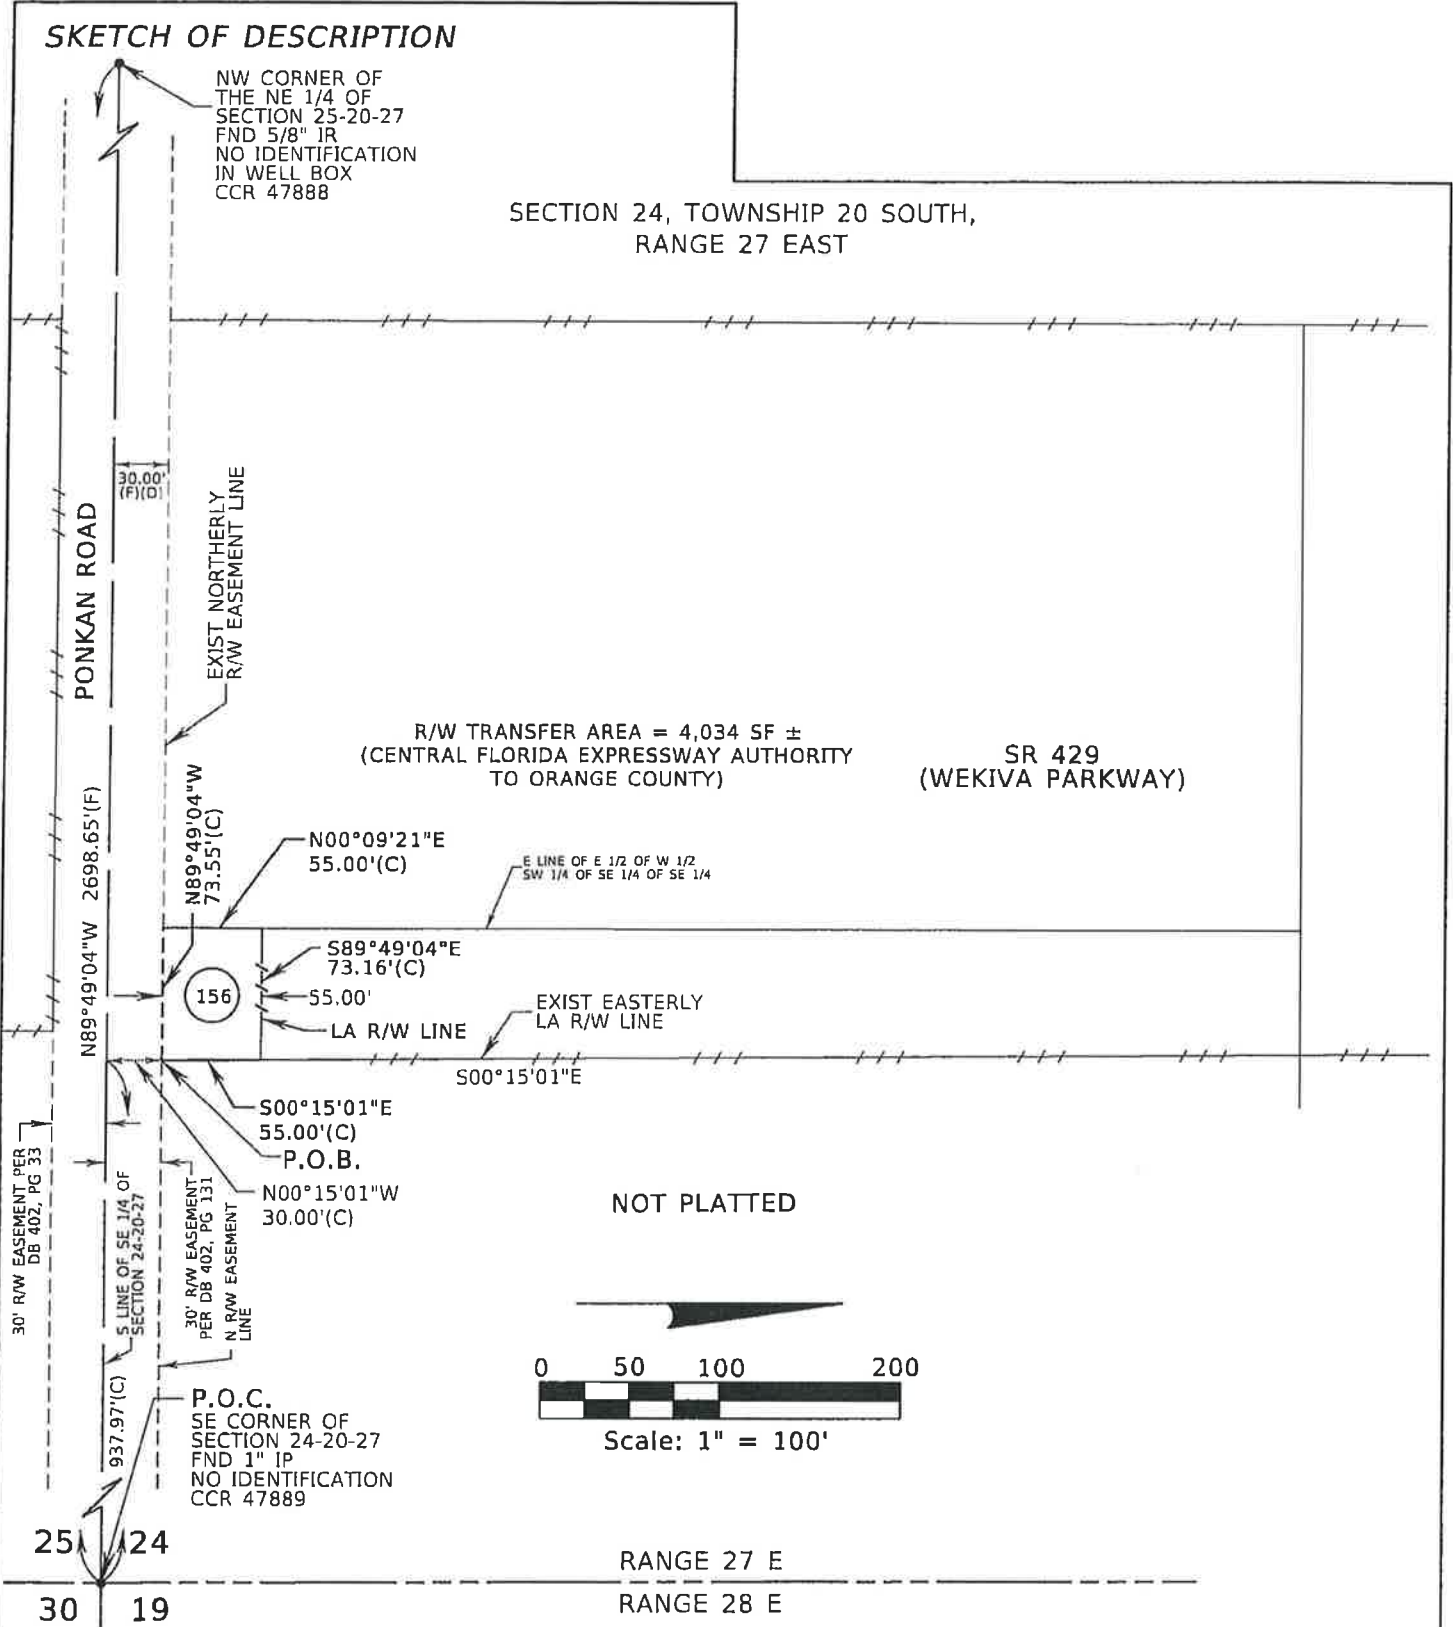 SKETCH OF DESCRIPTION
NW CORNER OF
THE NE 1/4 OF
SECTION 25-20-27
FND 5/8" IR
NO IDENTIFICATION
IN WELL BOX
CCR 47888
SECTION 24, TOWNSHIP 20 SOUTH,
RANGE 27 EAST
30.00'
(F)(D)
PONKAN ROAD
EXIST NORTHERLY
R/W EASEMENT LINE
R/W TRANSFER AREA = 4,034 SF ±
(CENTRAL FLORIDA EXPRESSWAY AUTHORITY
TO ORANGE COUNTY)
SR 429
(WEKIVA PARKWAY)
N89°49'04"W 2698.65'(F)
N89°49'04"W
73.55'(C)
N00°09'21"E
55.00'(C)
E LINE OF E 1/2 OF W 1/2
SW 1/4 OF SE 1/4 OF SE 1/4
S89°49'04"E
73.16'(C)
156
55.00'
LA R/W LINE
EXIST EASTERLY
LA R/W LINE
S00°15'01"E
S00°15'01"E
55.00'(C)
P.O.B.
N00°15'01"W
30.00'(C)
30' R/W EASEMENT PER
DB 402, PG 33
S LINE OF SE 1/4 OF
SECTION 24-20-27
30' R/W EASEMENT
PER DB 402, PG 131
N R/W EASEMENT
LINE
NOT PLATTED
937.97'(C)
P.O.C.
SE CORNER OF
SECTION 24-20-27
FND 1" IP
NO IDENTIFICATION
CCR 47889
0 50 100 200
Scale: 1" = 100'
25 24
RANGE 27 E
30 19
RANGE 28 E